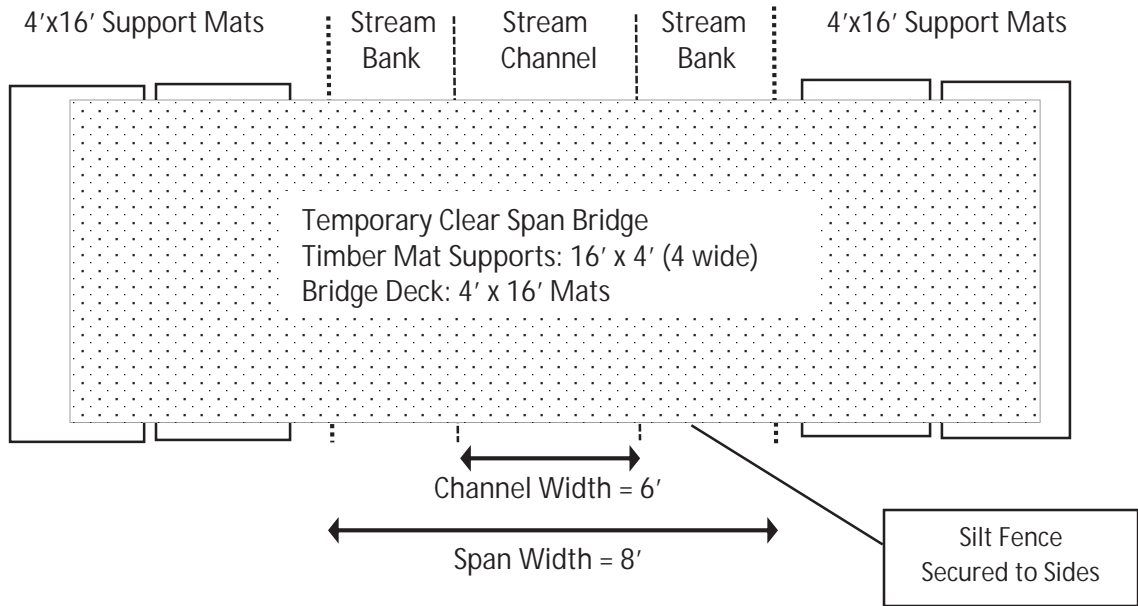 4′x16′ Support Mats
Stream
Bank
Stream
Channel
Stream
Bank
4′x16′ Support Mats
Temporary Clear Span Bridge
Timber Mat Supports: 16′ x 4′ (4 wide)
Bridge Deck: 4′ x 16′ Mats
Channel Width = 6′
Span Width = 8′
Silt Fence
Secured to Sides